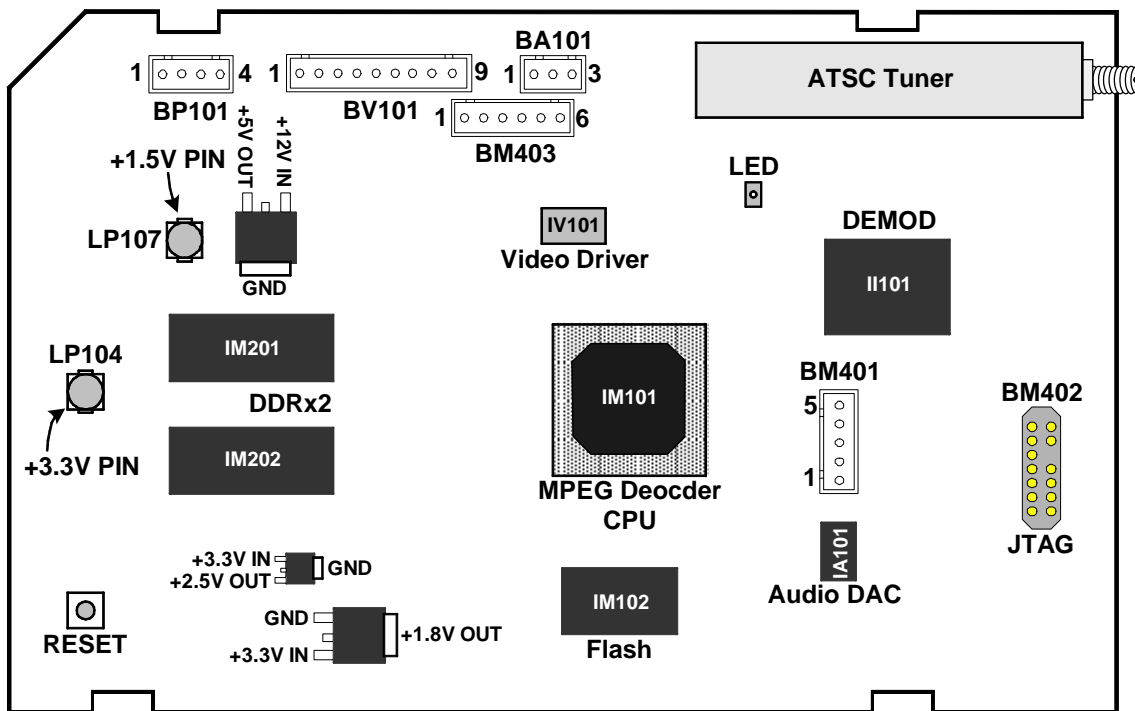 BA101
1 4
1 9
1 3
ATSC Tuner
BP101
BV101
1 6
BM403
+5V OUT
+12V IN
+1.5V PIN
LED
LP107
IV101
Video Driver
DEMOD
II101
GND
LP104
IM201
DDRx2
IM202
+3.3V PIN
IM101
MPEG Deocder
CPU
BM401
5
1
BM402
JTAG
+3.3V IN
+2.5V OUT
GND
IA101
Audio DAC
RESET
GND
+3.3V IN
+1.8V OUT
IM102
Flash